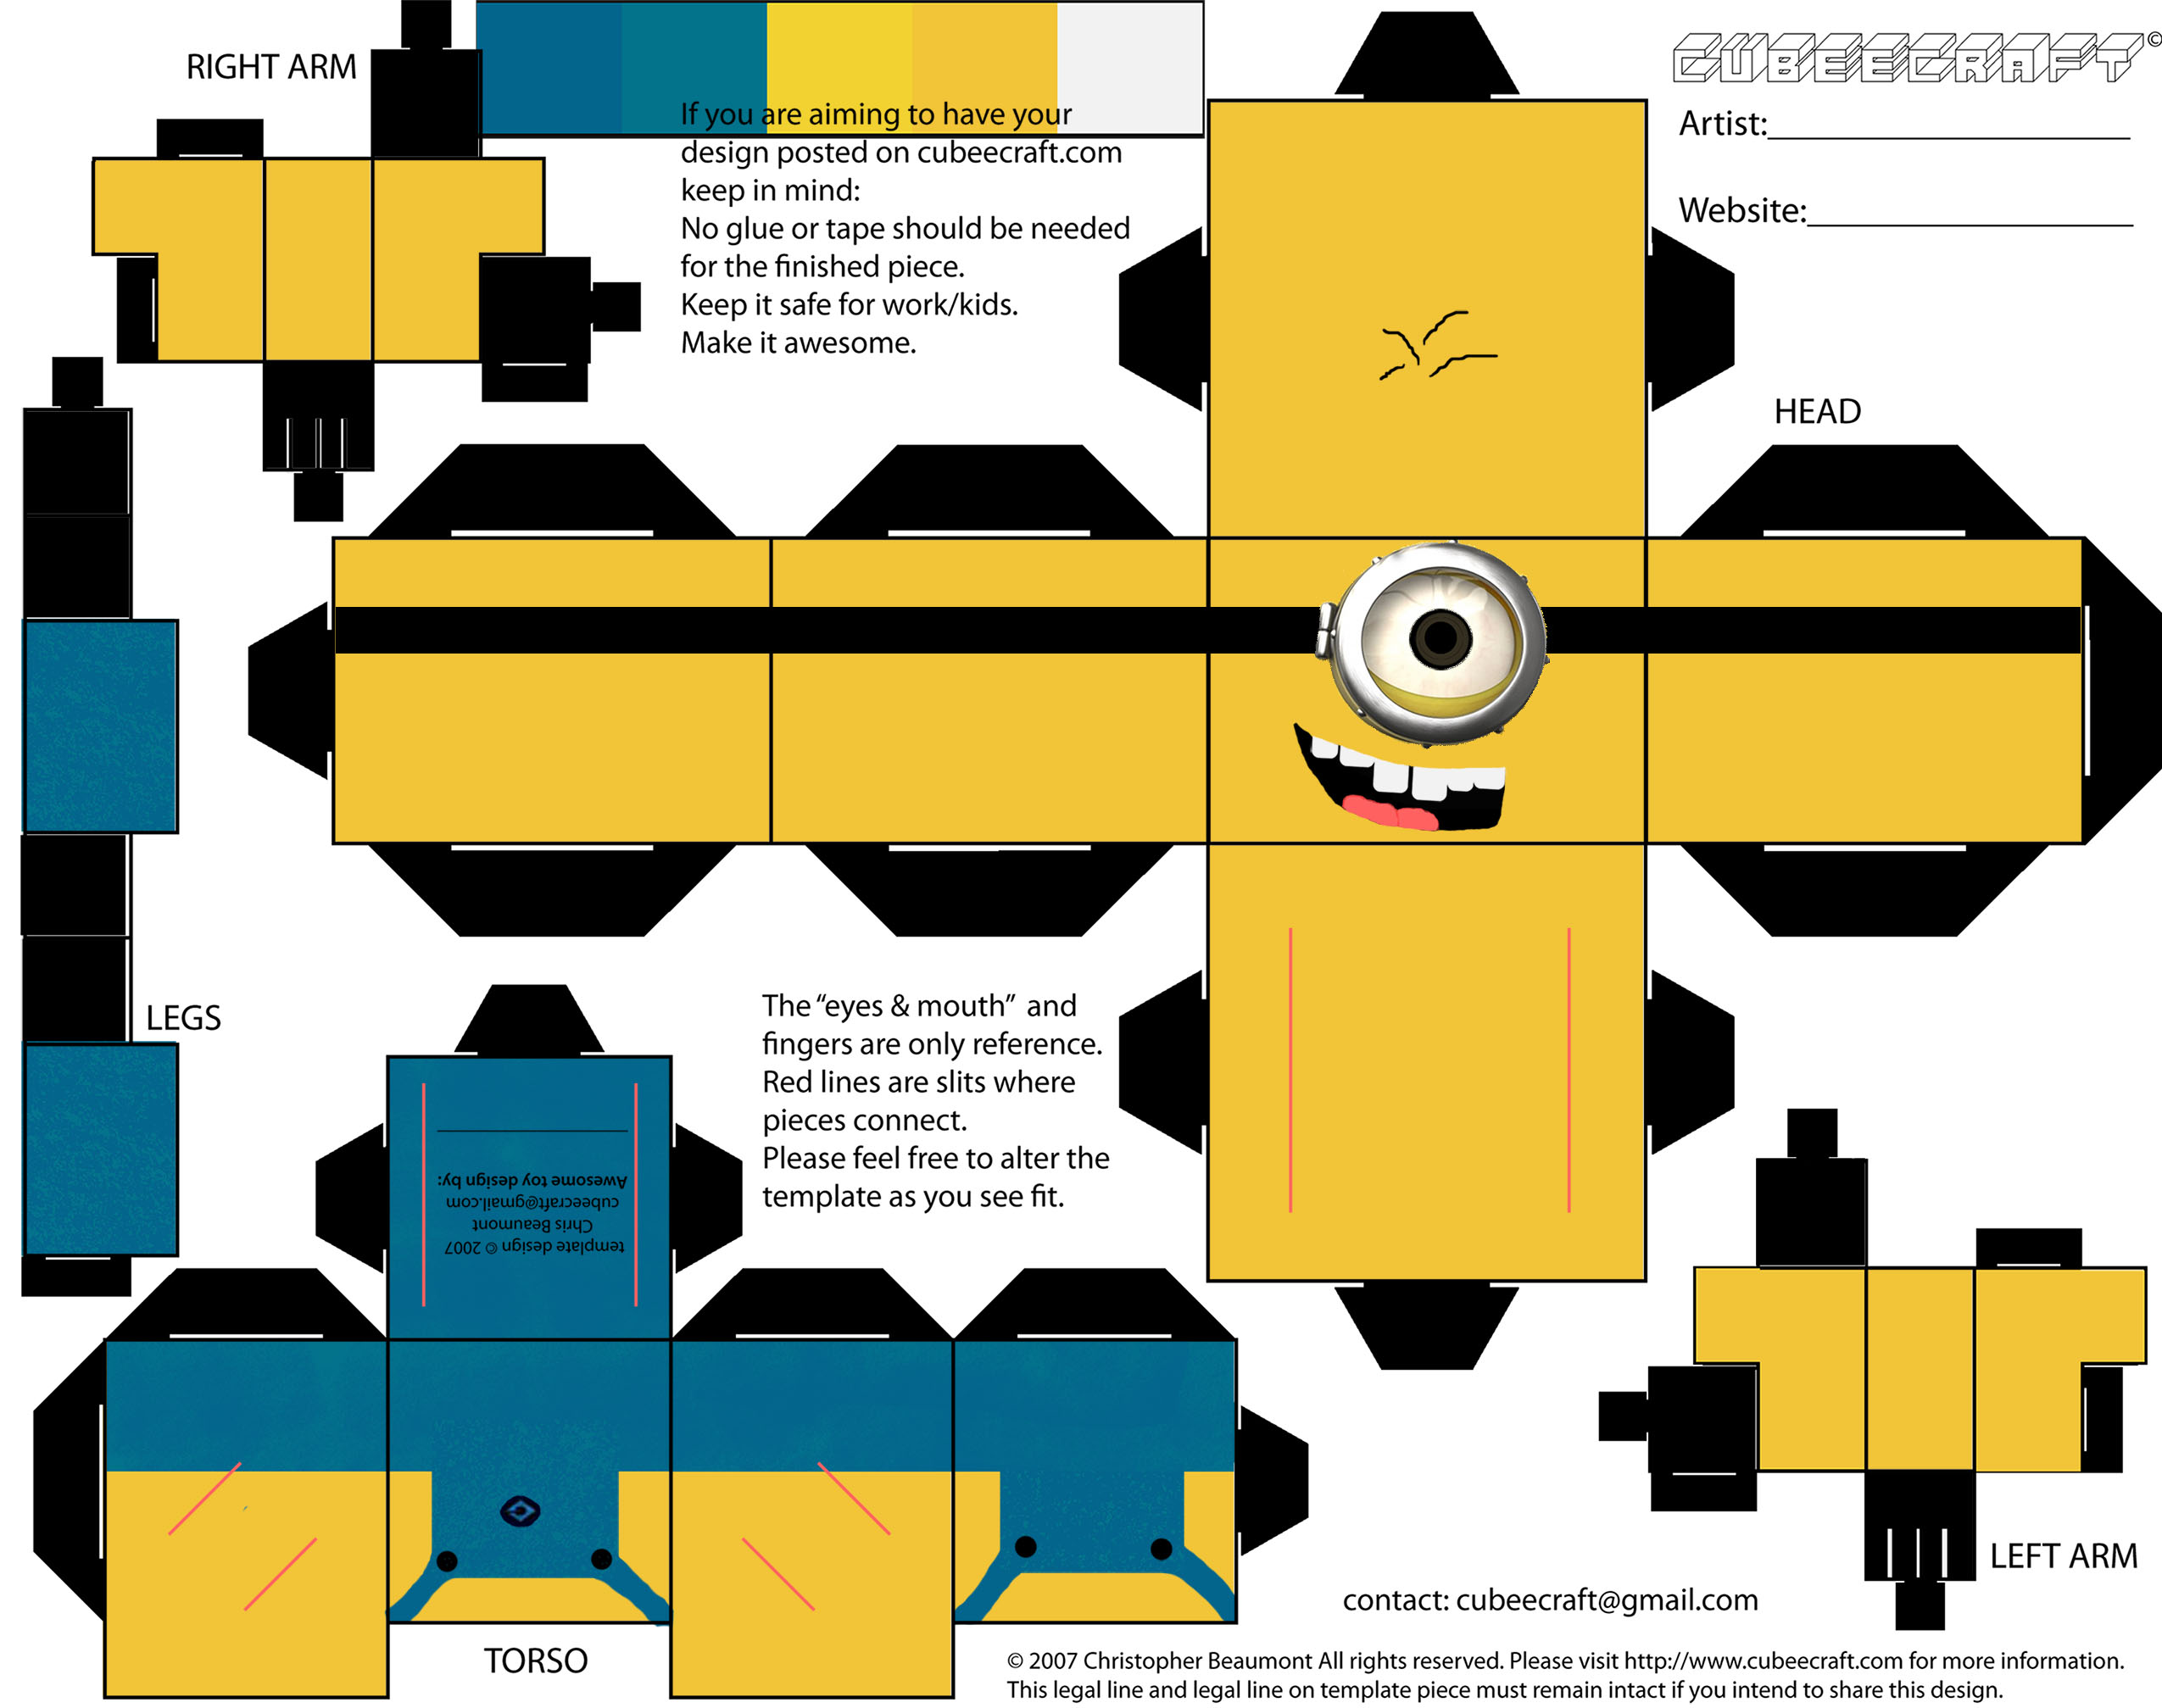 RIGHT ARM
If you are aiming to have your
design posted on cubeecraft.com
keep in mind:
No glue or tape should be needed
for the finished piece.
Keep it safe for work/kids.
Make it awesome.
CUBEECRAFT©
Artist:
Website:
HEAD
LEGS
The “eyes & mouth” and
fingers are only reference.
Red lines are slits where
pieces connect.
Please feel free to alter the
template as you see fit.
template design © 2007
Chris Beaumont
cubeecraft@gmail.com
Awesome toy design by:
TORSO
LEFT ARM
contact: cubeecraft@gmail.com
© 2007 Christopher Beaumont All rights reserved. Please visit http://www.cubeecraft.com for more information.
This legal line and legal line on template piece must remain intact if you intend to share this design.